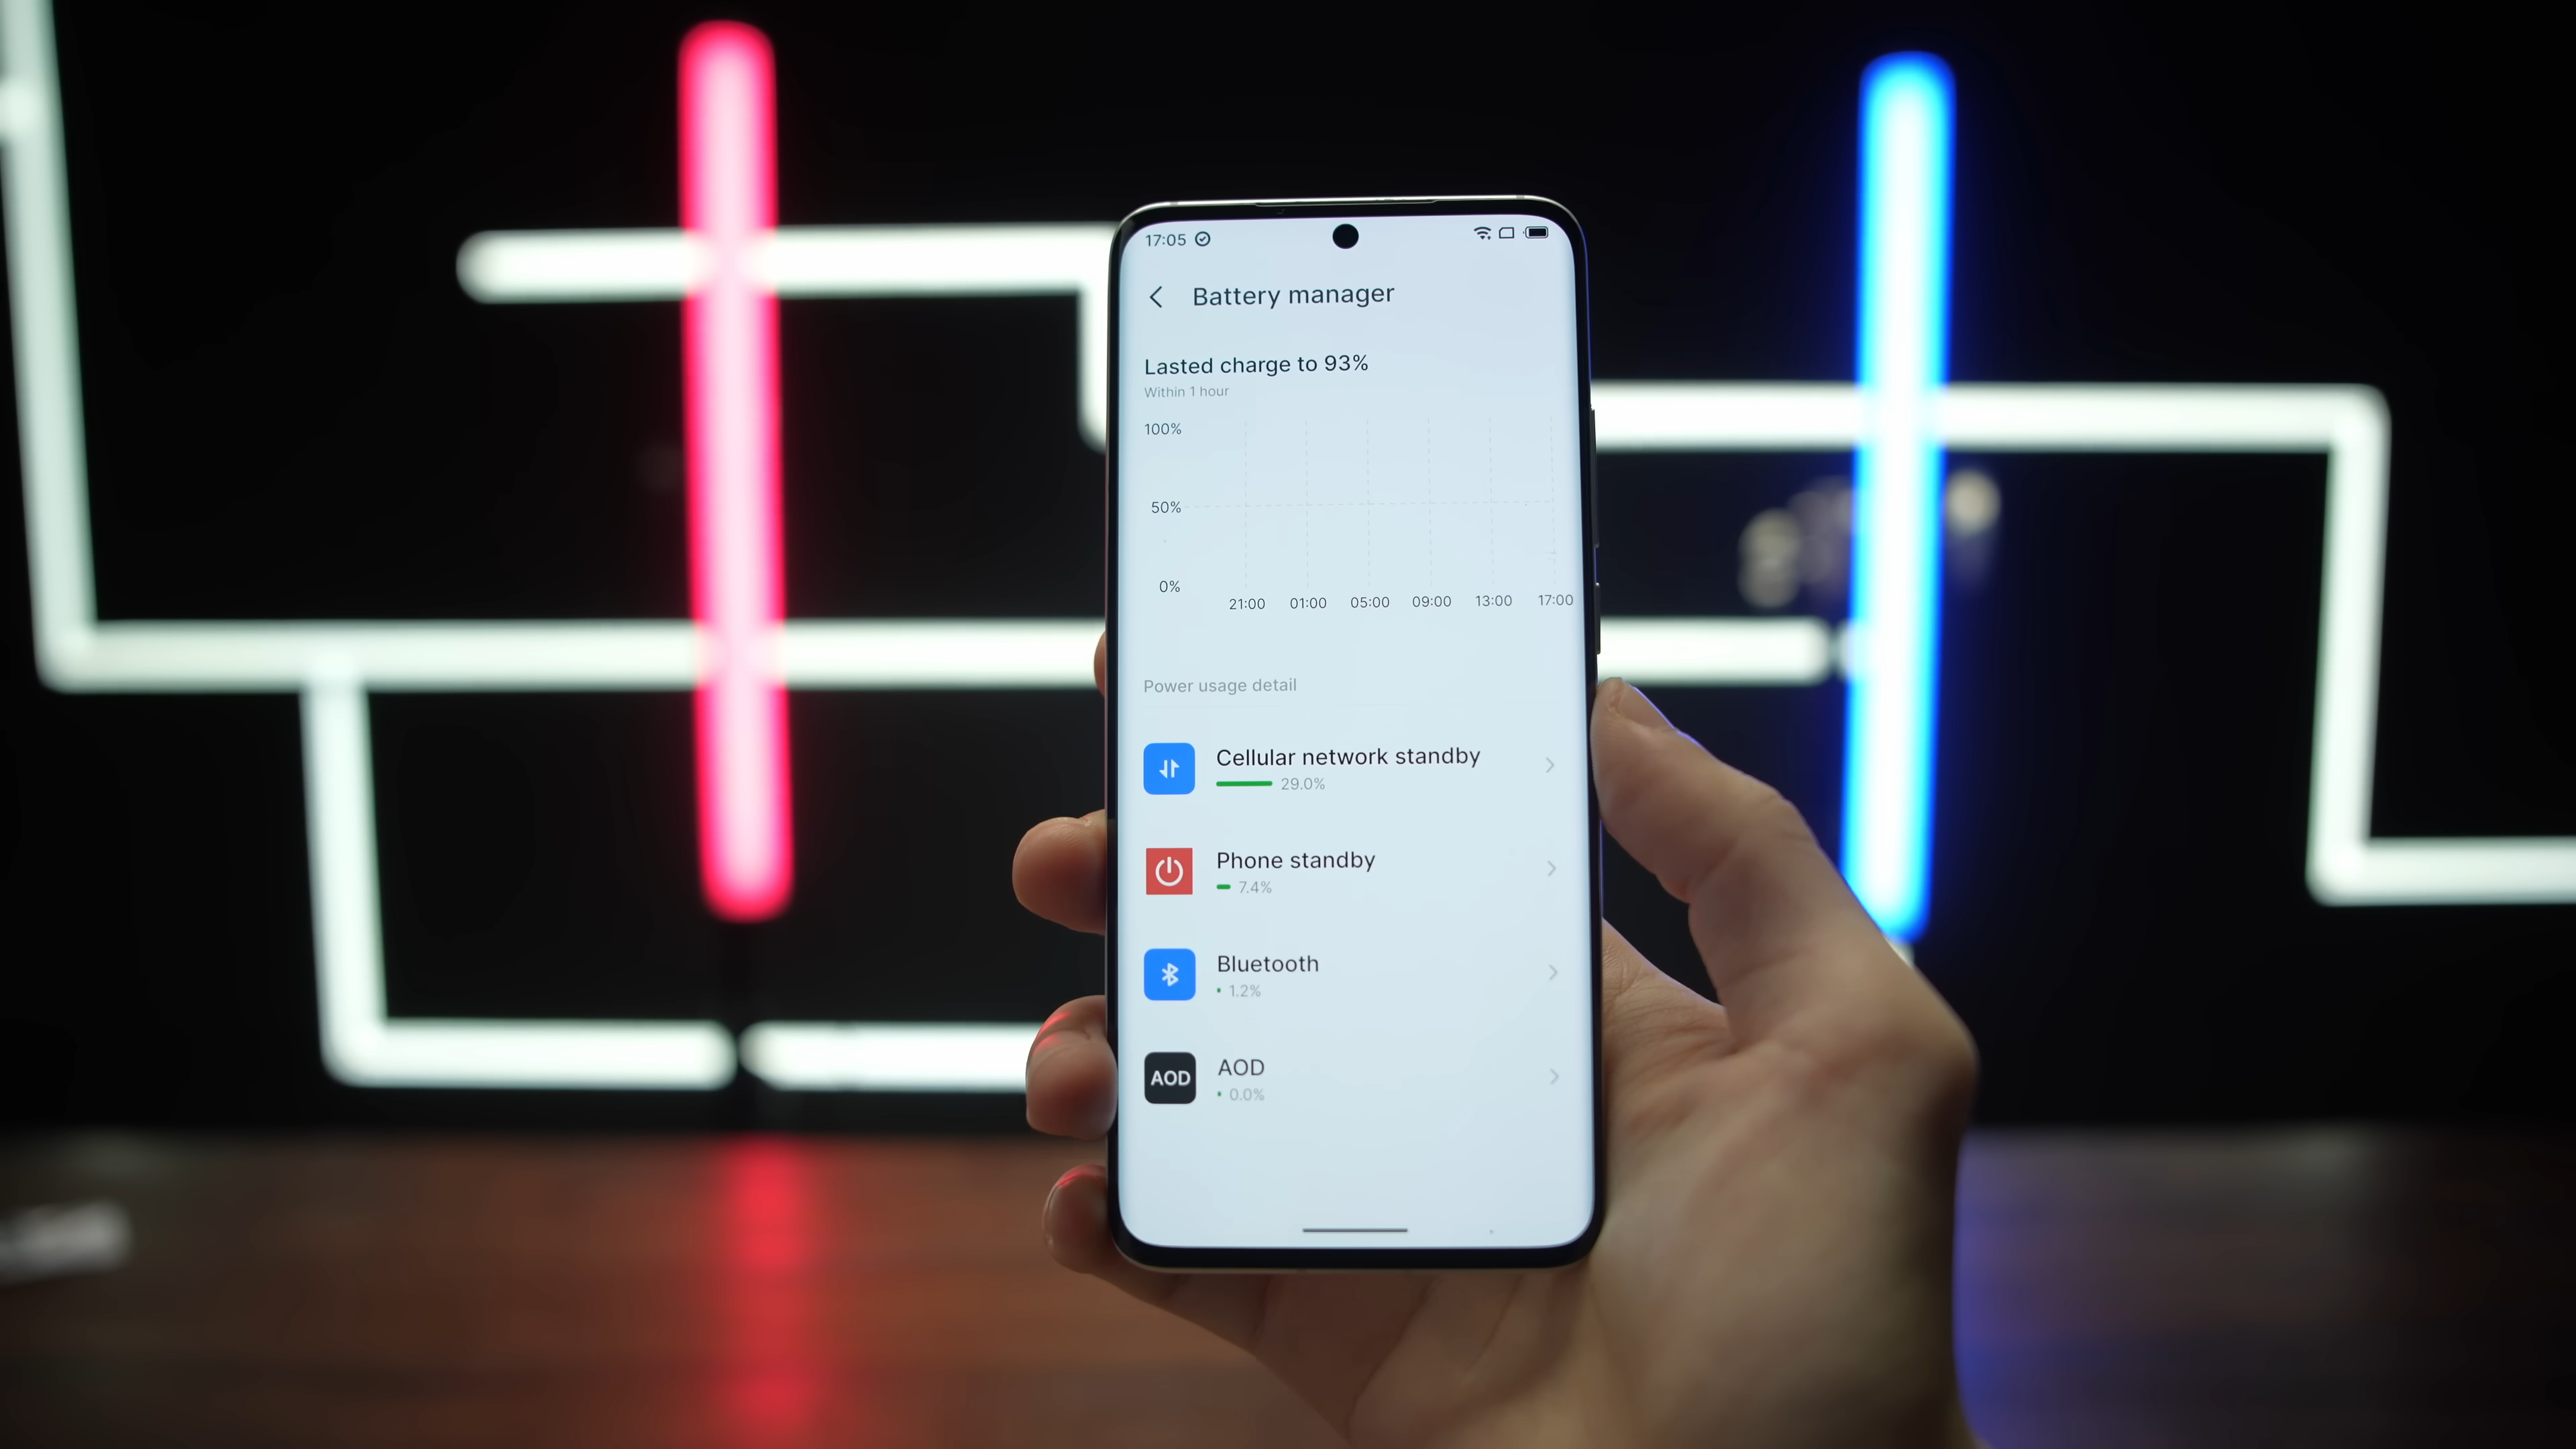 17:05
Battery manager
Lasted charge to 93%
Within 1 hour
100%
50%
0%
21:00 01:00 05:00 09:00 13:00 17:00
Power usage detail
Cellular network standby
29.0%
Phone standby
7.4%
Bluetooth
1.2%
AOD AOD
0.0%